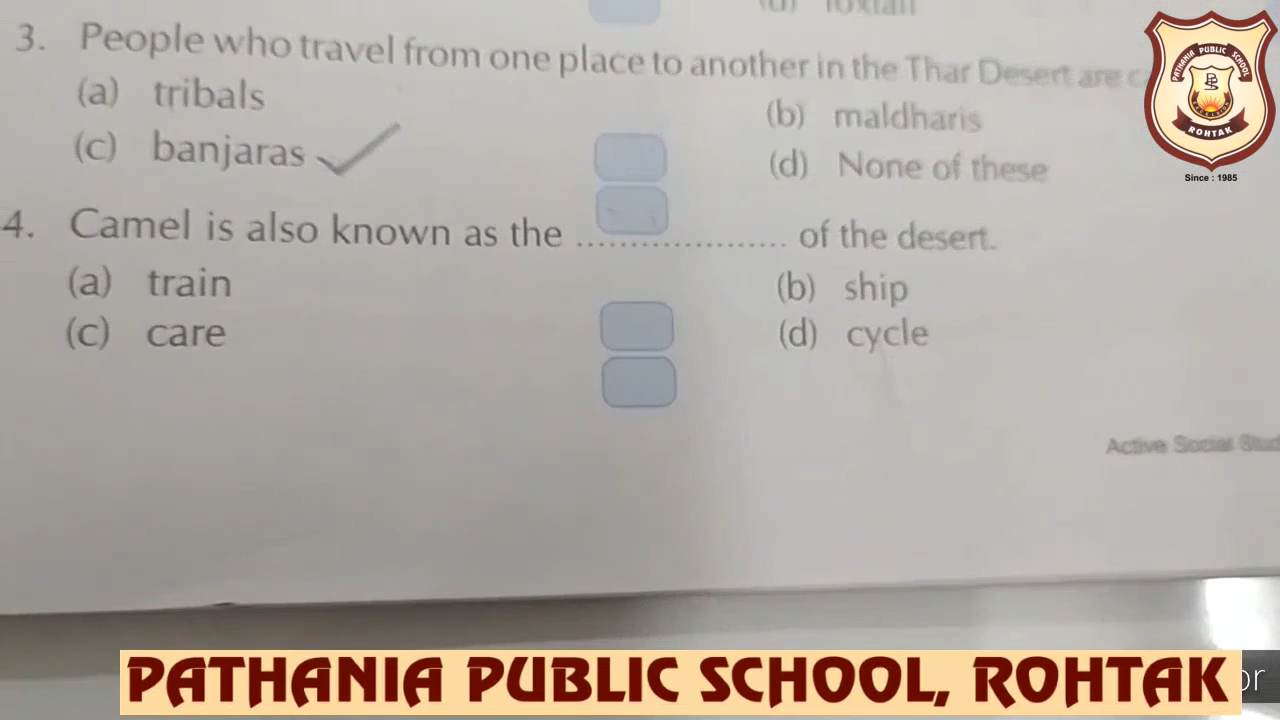 3. People who travel from one place to another in the Thar Desert are
(a) tribals
(b) maldharis
(c) banjaras
(d) None of these
4. Camel is also known as the .................... of the desert.
(a) train
(b) ship
(c) care
(d) cycle
Active Social
PATHANIA PUBLIC SCHOOL
ROHTAK
Since : 1985
PATHANIA PUBLIC SCHOOL, ROHTAK